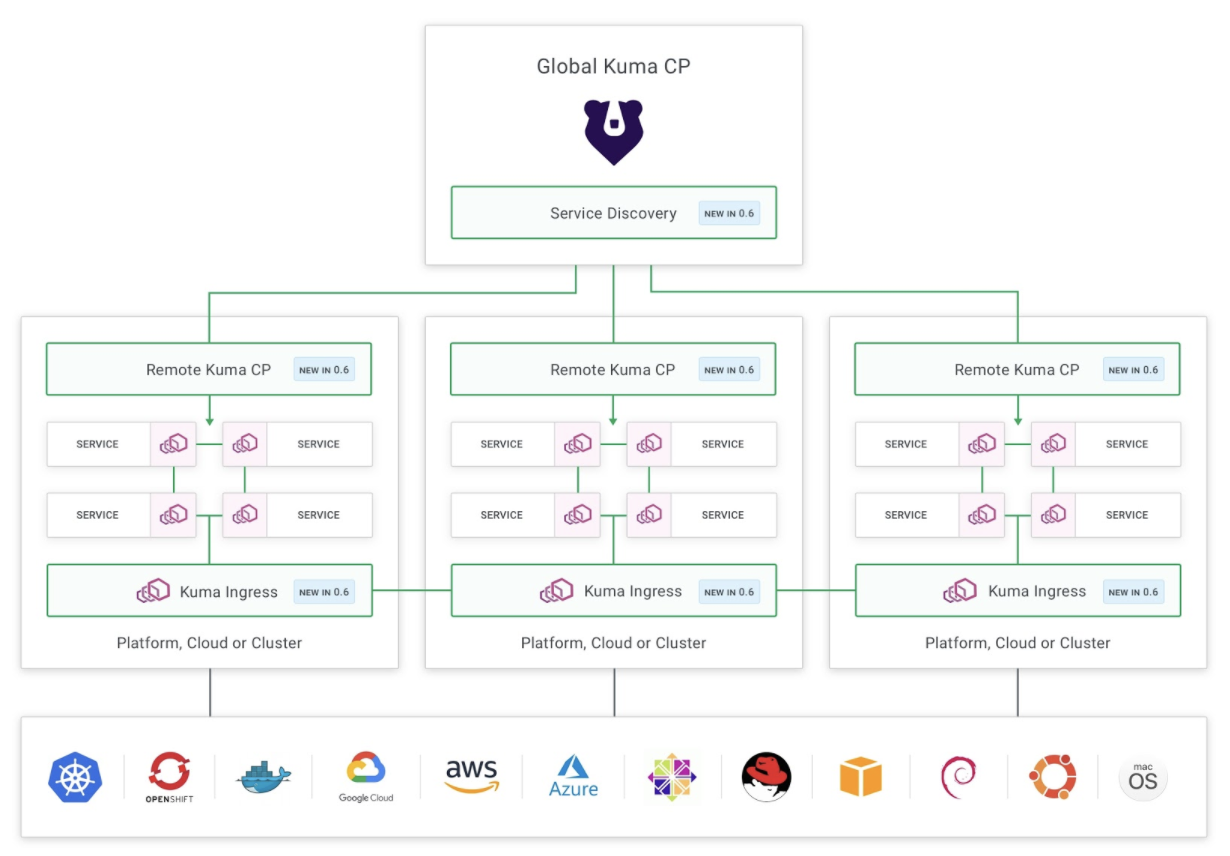 Global Kuma CP
Service Discovery NEW IN 0.6
Remote Kuma CP NEW IN 0.6
Remote Kuma CP NEW IN 0.6
Remote Kuma CP NEW IN 0.6
SERVICE SERVICE
SERVICE SERVICE
SERVICE SERVICE
SERVICE SERVICE
SERVICE SERVICE
SERVICE SERVICE
Kuma Ingress NEW IN 0.6
Kuma Ingress NEW IN 0.6
Kuma Ingress NEW IN 0.6
Platform, Cloud or Cluster
Platform, Cloud or Cluster
Platform, Cloud or Cluster
OPENSHIFT
Google Cloud
aws
Azure
mac
OS